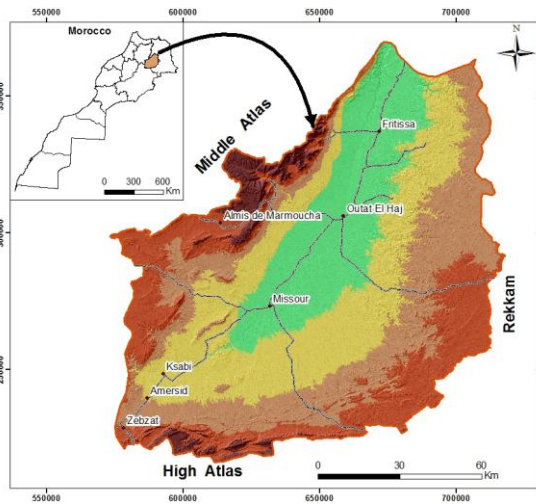 550000 600000 650000 700000
Morocco
N
0 300 600
Km
Middle Atlas
Fritissa
Almis de Marmoucha
Outat El Haj
Missour
Rekkam
Ksabi
Amersid
Zebzat
High Atlas
0 30 60
Km
550000 600000 650000 700000